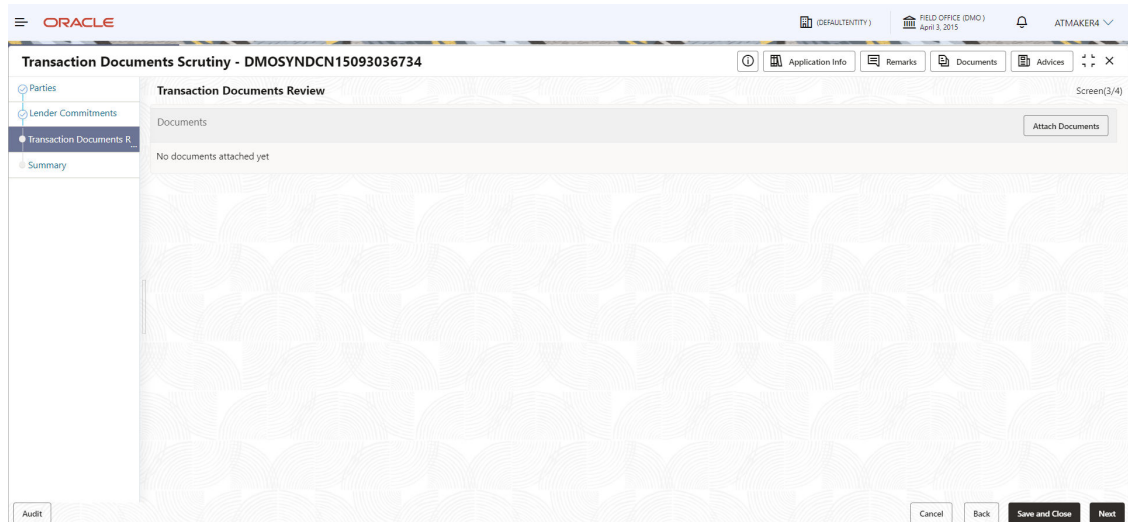 ORACLE
(DEFAULTENTITY )
FIELD OFFICE (DMO )
April 3, 2015
ATMAKER4
Transaction Documents Scrutiny - DMOSYNDCN15093036734
Application Info
Remarks
Documents
Advices
Parties
Lender Commitments
Transaction Documents R...
Summary
Transaction Documents Review
Screen(3/4)
Documents
Attach Documents
No documents attached yet
Audit
Cancel
Back
Save and Close
Next